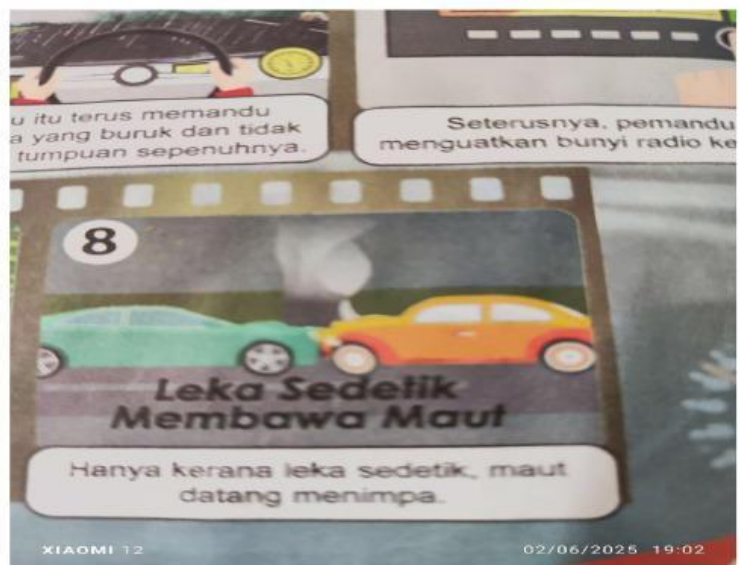 u itu terus memandu
a yang buruk dan tidak
tumpuan sepenuhnya.
Seterusnya, pemandu
menguatkan bunyi radio ke
8
Leka Sedetik
Membawa Maut
Hanya kerana leka sedetik, maut
datang menimpa.
XIAOMI 12
02/06/2025 19:02